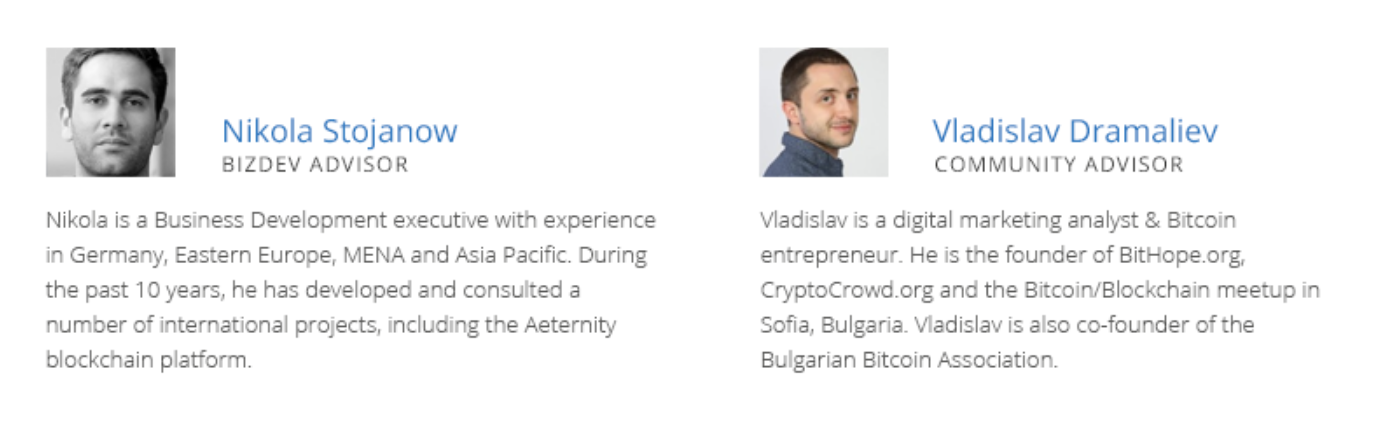 Nikola Stojanow
BIZDEV ADVISOR
Nikola is a Business Development executive with experience
in Germany, Eastern Europe, MENA and Asia Pacific. During
the past 10 years, he has developed and consulted a
number of international projects, including the Aeternity
blockchain platform.
Vladislav Dramaliev
COMMUNITY ADVISOR
Vladislav is a digital marketing analyst & Bitcoin
entrepreneur. He is the founder of BitHope.org,
CryptoCrowd.org and the Bitcoin/Blockchain meetup in
Sofia, Bulgaria. Vladislav is also co-founder of the
Bulgarian Bitcoin Association.